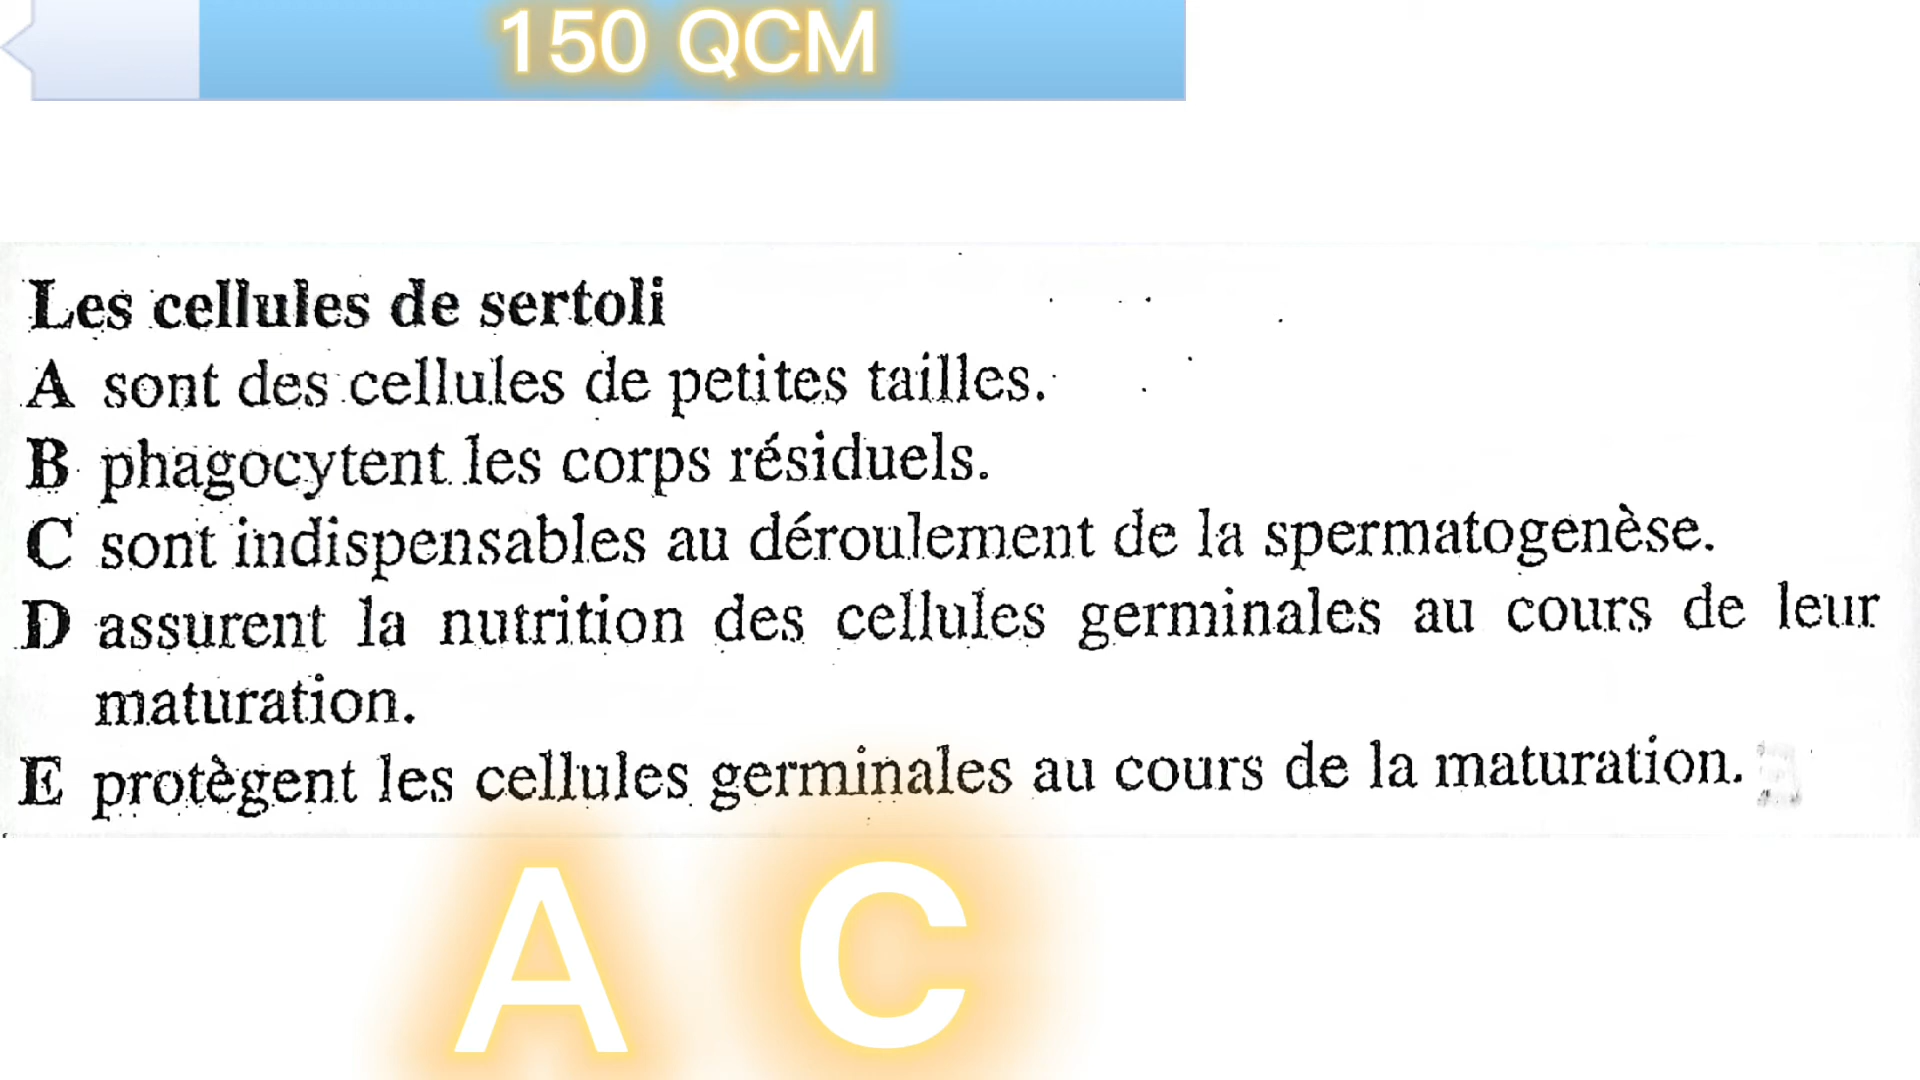 150 QCM
Les cellules de sertoli
A sont des cellules de petites tailles.
B phagocytent les corps résiduels.
C sont indispensables au déroulement de la spermatogenèse.
D assurent la nutrition des cellules germinales au cours de leur
maturation.
E protègent les cellules germinales au cours de la maturation.
A C